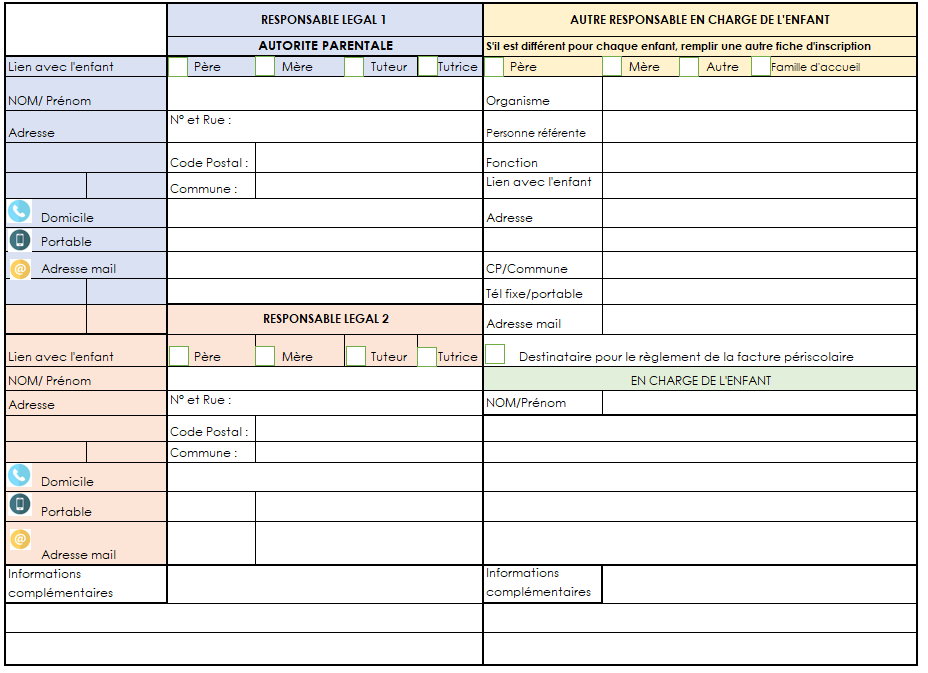 RESPONSABLE LEGAL 1
AUTRE RESPONSABLE EN CHARGE DE L'ENFANT
AUTORITE PARENTALE
S'il est différent pour chaque enfant, remplir une autre fiche d'inscription
Lien avec l'enfant
Père
Mère
Tuteur
Tutrice
Père
Mère
Autre
Famille d'accueil
NOM/ Prénom
Organisme
Adresse
N° et Rue :
Personne référente
Code Postal :
Fonction
Commune :
Lien avec l'enfant
Domicile
Adresse
Portable
@
Adresse mail
CP/Commune
Tél fixe/portable
RESPONSABLE LEGAL 2
Adresse mail
Lien avec l'enfant
Père
Mère
Tuteur
Tutrice
Destinataire pour le règlement de la facture périscolaire
NOM/ Prénom
EN CHARGE DE L'ENFANT
Adresse
N° et Rue :
NOM/Prénom
Code Postal :
Commune :
Domicile
Portable
@
Adresse mail
Informations
complémentaires
Informations
complémentaires